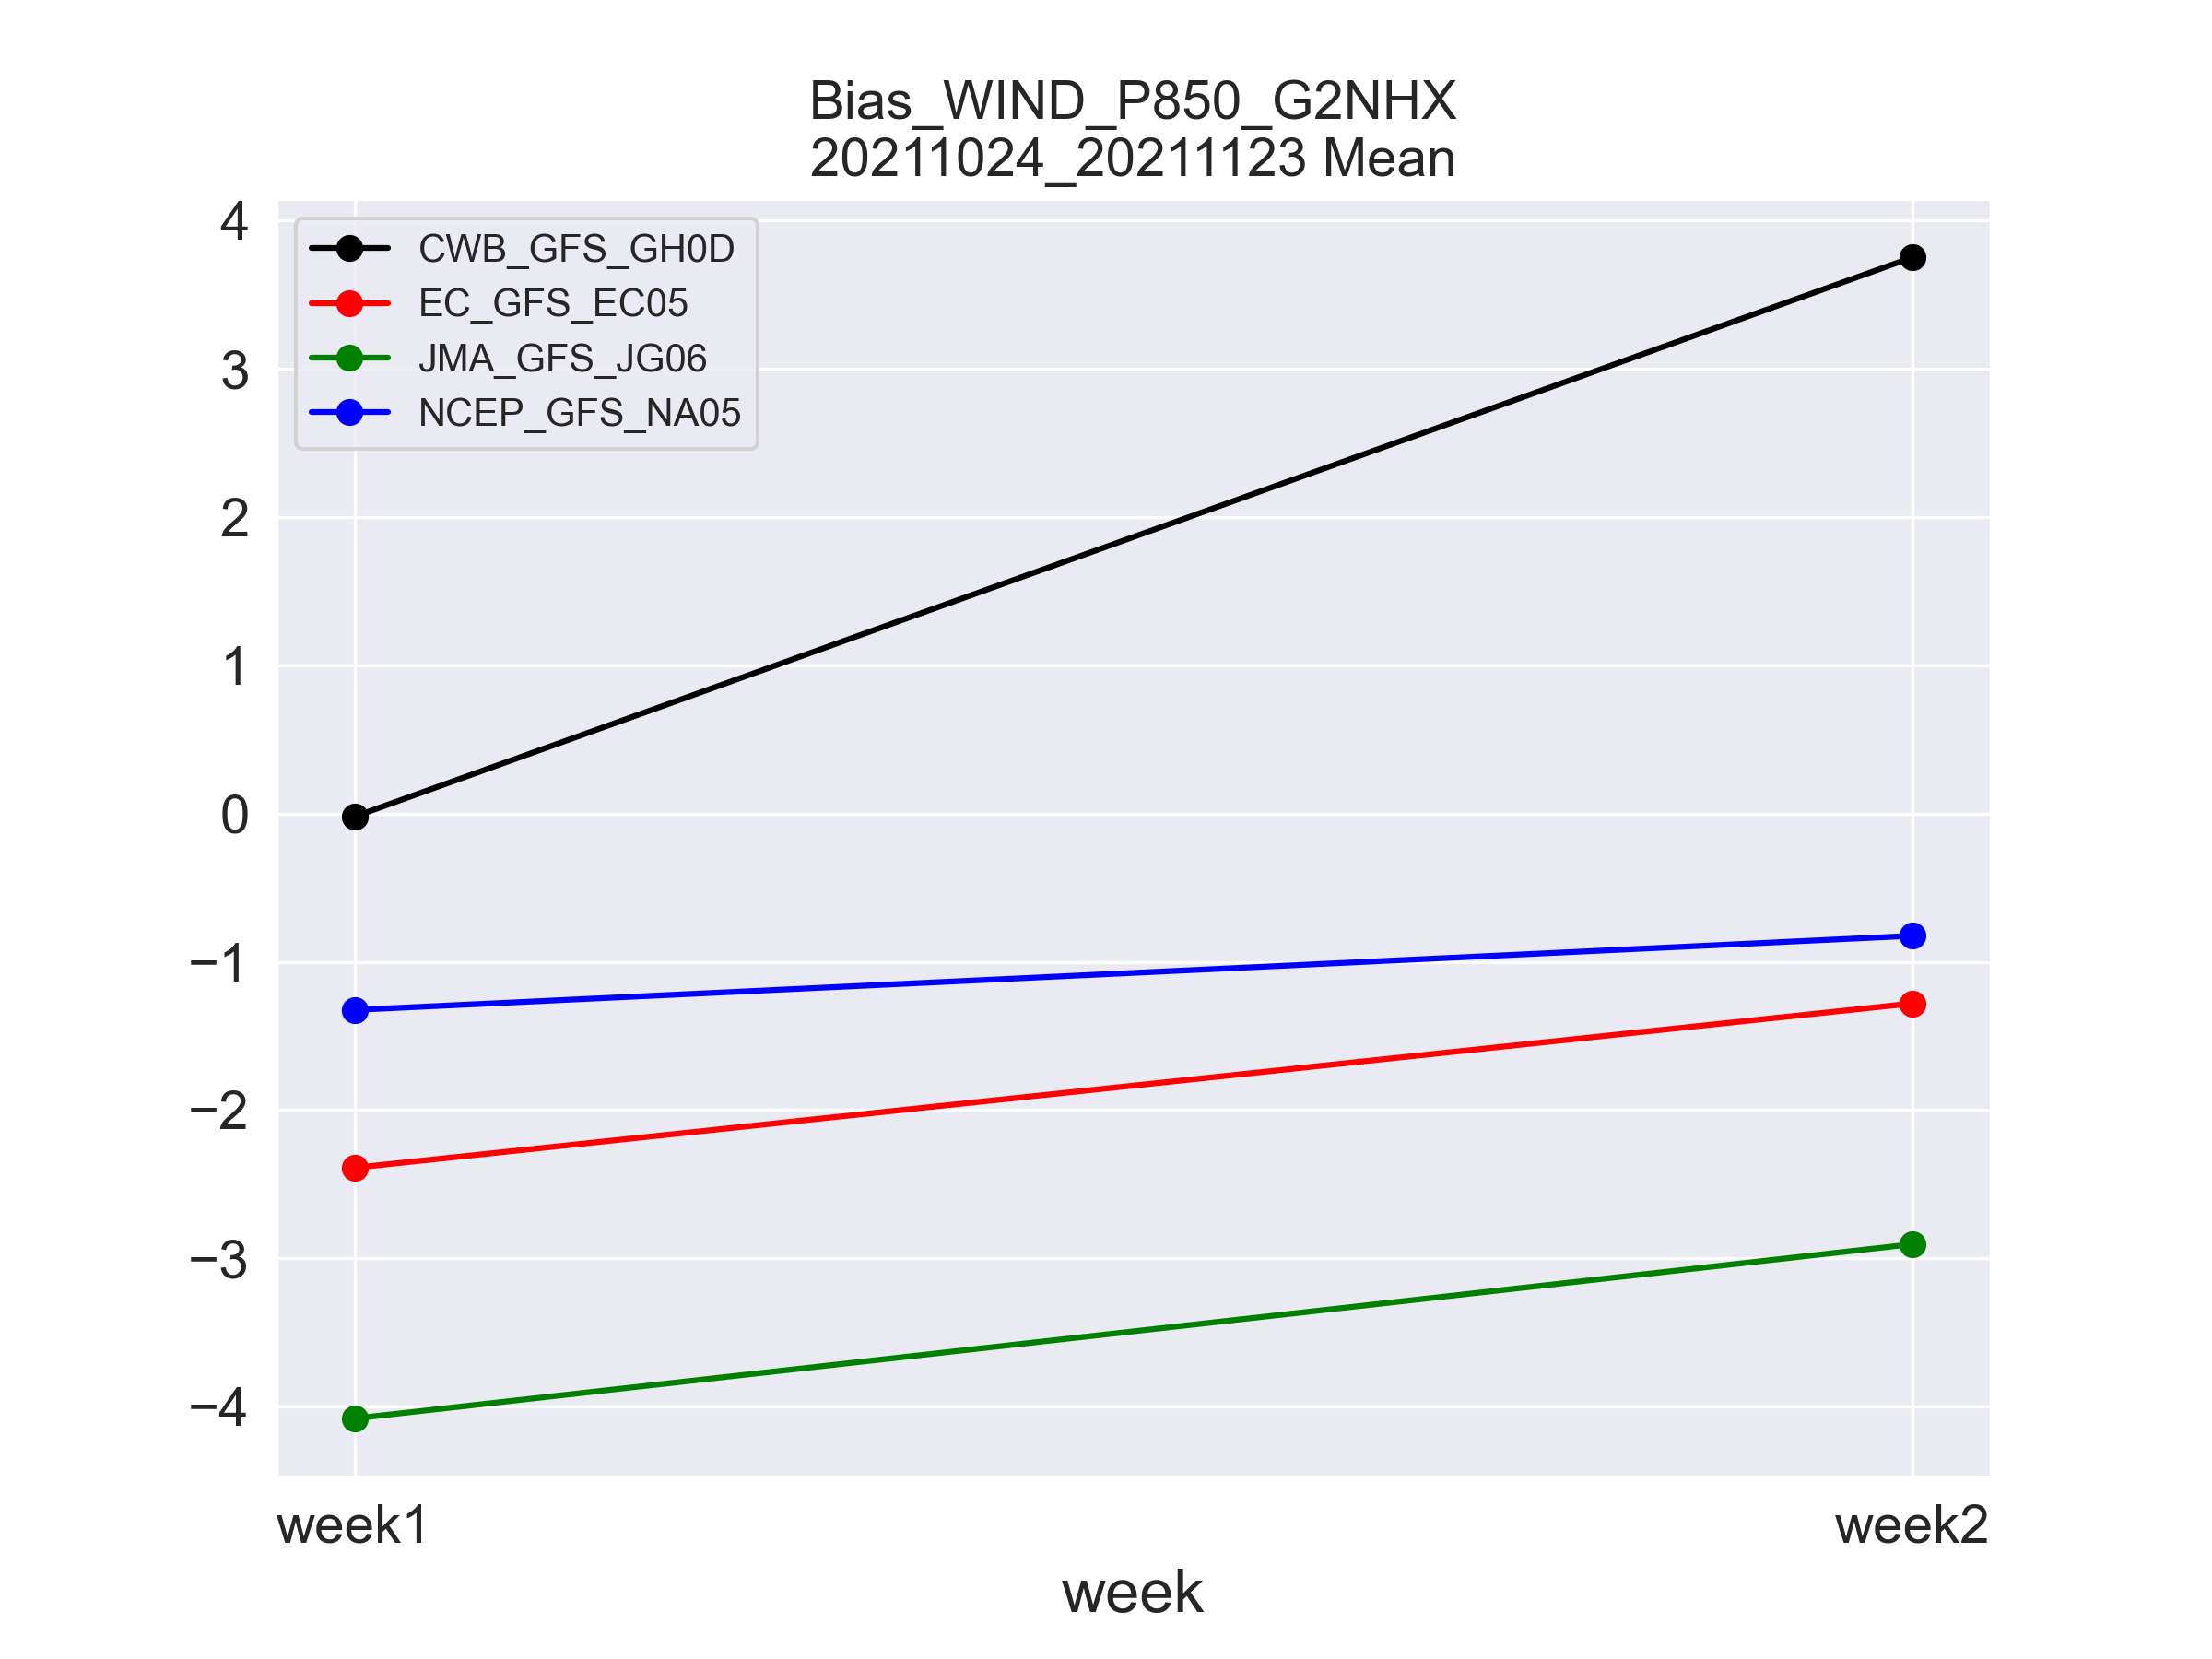 Bias_WIND_P850_G2NHX
20211024_20211123 Mean
CWB_GFS_GH0D
EC_GFS_EC05
JMA_GFS_JG06
NCEP_GFS_NA05
4
3
2
1
0
−1
−2
−3
−4
week1
week2
week